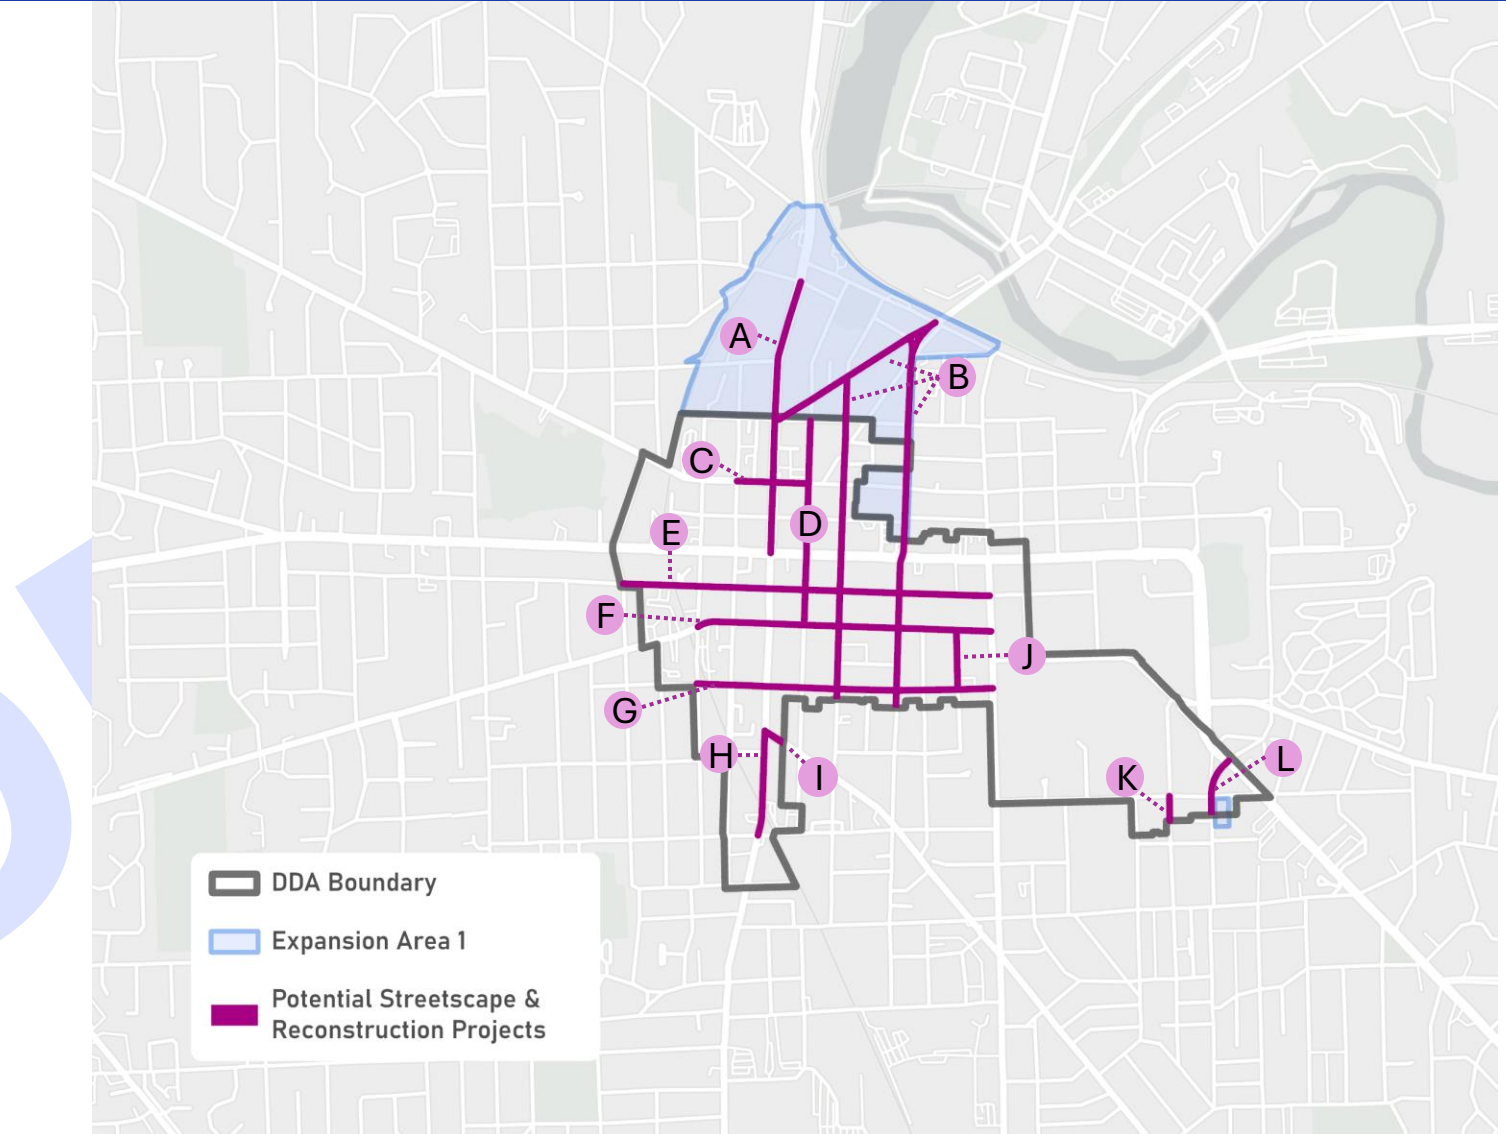 A
B
C
D
E
F
J
G
H
I
K
L
DDA Boundary
Expansion Area 1
Potential Streetscape &
Reconstruction Projects